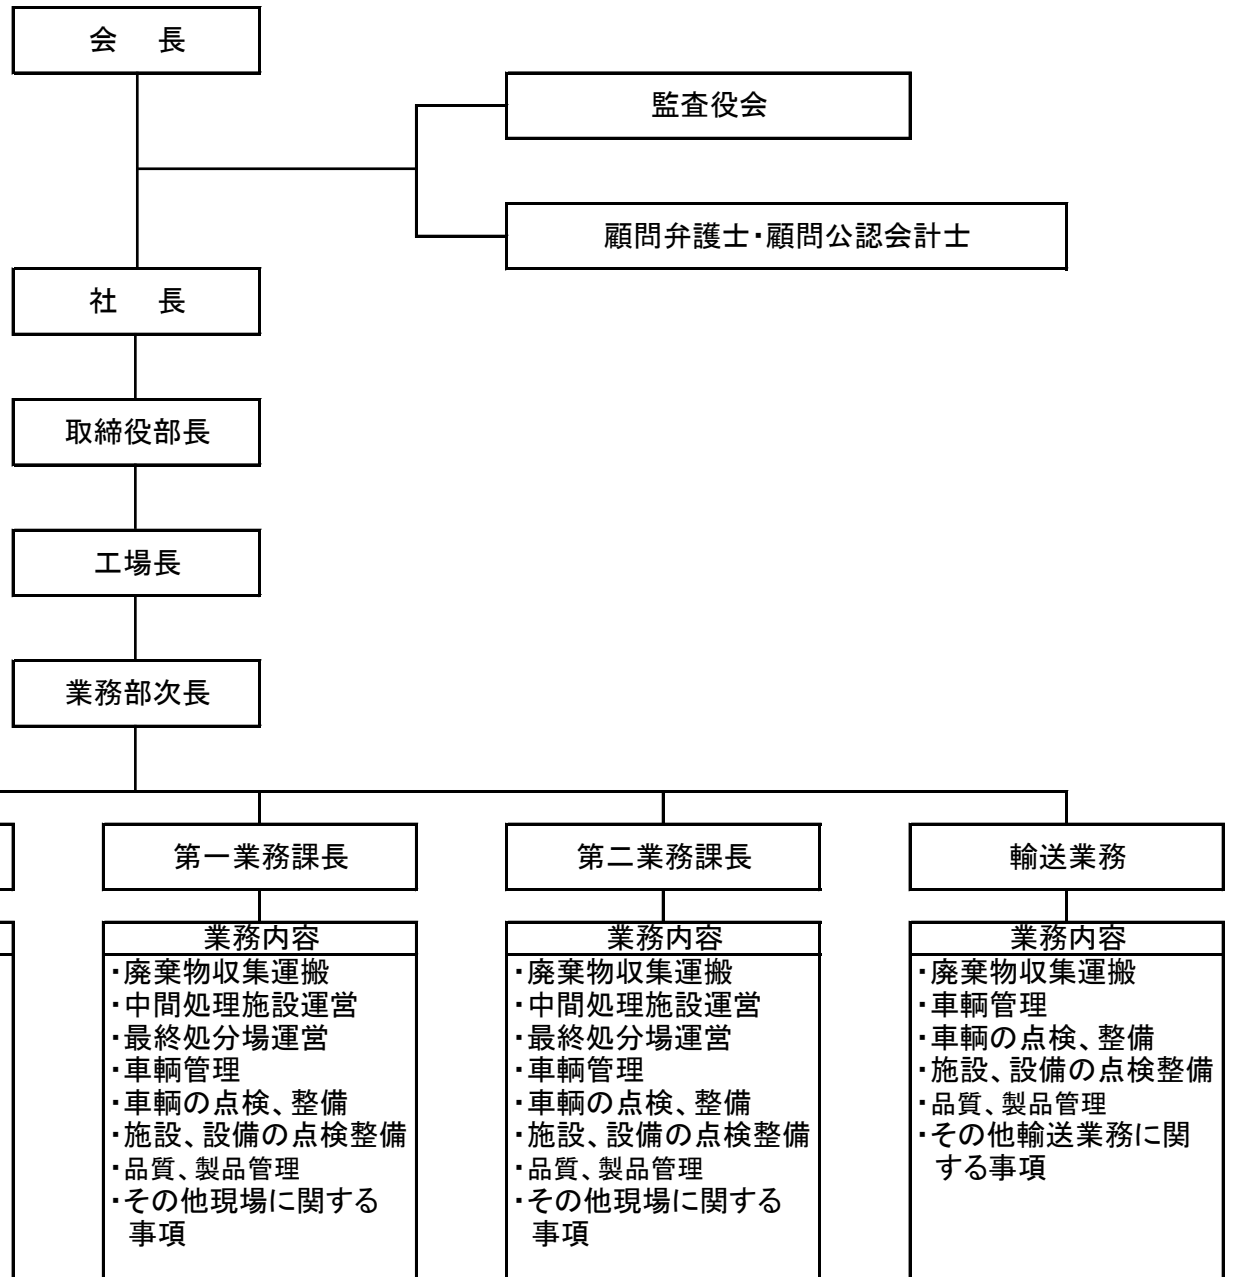 会 長
監査役会
顧問弁護士・顧問公認会計士
社 長
取締役部長
工場長
業務部次長
第一業務課長
第二業務課長
輸送業務
業務内容
・廃棄物収集運搬
・中間処理施設運営
・最終処分場運営
・車輌管理
・車輌の点検、整備
・施設、設備の点検整備
・品質、製品管理
・その他現場に関する
事項
業務内容
・廃棄物収集運搬
・中間処理施設運営
・最終処分場運営
・車輌管理
・車輌の点検、整備
・施設、設備の点検整備
・品質、製品管理
・その他現場に関する
事項
業務内容
・廃棄物収集運搬
・車輌管理
・車輌の点検、整備
・施設、設備の点検整備
・品質、製品管理
・その他輸送業務に関
する事項